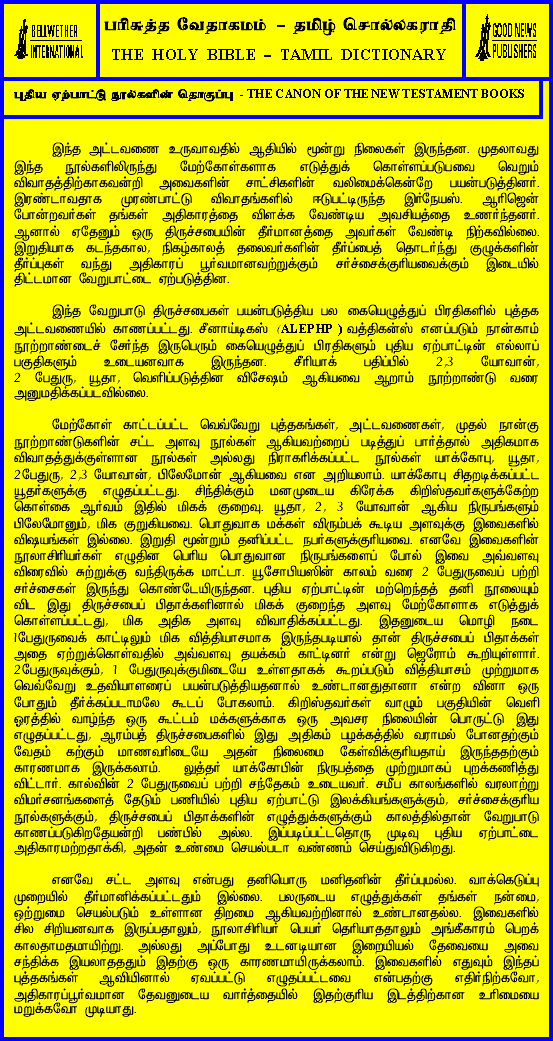 BELLWETHER
INTERNATIONAL
பரிசுத்த வேதாகமம் - தமிழ் சொல்லகராதி
THE HOLY BIBLE - TAMIL DICTIONARY
GOOD NEWS
PUBLISHERS
புதிய ஏற்பாட்டு நூல்களின் தொகுப்பு - THE CANON OF THE NEW TESTAMENT BOOKS
இந்த அட்டவணை உருவாவதில் ஆதியில் மூன்று நிலைகள் இருந்தன. முதலாவது
இந்த நூல்களிலிருந்து மேற்கோள்களாக எடுத்துக் கொள்ளப்படுபவை வெறும்
விவாதத்திற்காகவன்றி அவைகளின் சாட்சிகளின் வலிமைக்கென்றே பயன்படுத்தினர்.
இரண்டாவதாக முரண்பாட்டு விவாதங்களில் ஈடுபட்டிருந்த இர்நேயஸ். ஆரிஜென்
போன்றவர்கள் தங்கள் அதிகாரத்தை விளக்க வேண்டிய அவசியத்தை உணர்ந்தனர்.
ஆனால் ஏதேனும் ஒரு திருச்சபையின் தீர்மானத்தை அவர்கள் வேண்டி நிற்கவில்லை.
இறுதியாக கடந்தகால, நிகழ்காலத் தலைவர்களின் தீர்ப்பைத் தொடர்ந்து குழுக்களின்
தீர்ப்புகள் வந்து அதிகாரப் பூர்வமானவற்றுக்கும் சர்ச்சைக்குரியவைக்கும் இடையில்
திட்டமான வேறுபாட்டை ஏற்படுத்தின.
இந்த வேறுபாடு திருச்சபைகள் பயன்படுத்திய பல கையெழுத்துப் பிரதிகளில் புத்தக
அட்டவணையில் காணப்பட்டது. சீனாய்டிகஸ் (ALEPHP ) வத்திகன்ஸ் எனப்படும் நான்காம்
நூற்றாண்டைச் சேர்ந்த இருபெரும் கையெழுத்துப் பிரதிகளும் புதிய ஏற்பாட்டின் எல்லாப்
பகுதிகளும் உடையனவாக இருந்தன. சீரியாக் பதிப்பில் 2,3 யோவான்,
2 பேதுரு, யூதா, வெளிப்படுத்தின விசேஷம் ஆகியவை ஆறாம் நூற்றாண்டு வரை
அனுமதிக்கப்படவில்லை.
மேற்கோள் காட்டப்பட்ட வெவ்வேறு புத்தகங்கள், அட்டவணைகள், முதல் நான்கு
நூற்றாண்டுகளின் சட்ட அளவு நூல்கள் ஆகியவற்றைப் படித்துப் பார்த்தால் அதிகமாக
விவாதத்துக்குள்ளான நூல்கள் அல்லது நிராகரிக்கப்பட்ட நூல்கள் யாக்கோபு, யூதா,
2பேதுரு, 2,3 யோவான், பிலேமோன் ஆகியவை என அறியலாம். யாக்கோபு சிதறடிக்கப்பட்ட
யூதர்களுக்கு எழுதப்பட்டது. சிந்திக்கும் மனமுடைய கிரேக்க கிறிஸ்தவர்களுக்கேற்ற
கொள்கை ஆர்வம் இதில் மிகக் குறைவு. யூதா, 2, 3 யோவான் ஆகிய நிருபங்களும்
பிலேமோனும், மிக குறுகியவை. பொதுவாக மக்கள் விரும்பக் கூடிய அளவுக்கு இவைகளில்
விஷயங்கள் இல்லை. இறுதி மூன்றும் தனிப்பட்ட நபர்களுக்குரியவை. எனவே இவைகளின்
நூலாசிரியர்கள் எழுதின பெரிய பொதுவான நிருபங்களைப் போல் இவை அவ்வளவு
விரைவில் சுற்றுக்கு வந்திருக்க மாட்டா. யூசோபியஸின் காலம் வரை 2 பேதுருவைப் பற்றி
சர்ச்சைகள் இருந்து கொண்டேயிருந்தன. புதிய ஏற்பாட்டின் மற்றெந்தத் தனி நூலையும்
விட இது திருச்சபைப் பிதாக்களினால் மிகக் குறைந்த அளவு மேற்கோளாக எடுத்துக்
கொள்ளப்பட்டது, மிக அதிக அளவு விவாதிக்கப்பட்டது. இதனுடைய மொழி நடை
1பேதுருவைக் காட்டிலும் மிக வித்தியாசமாக இருந்தபடியால் தான் திருச்சபைப் பிதாக்கள்
அதை ஏற்றுக்கொள்வதில் அவ்வளவு தயக்கம் காட்டினர் என்று ஜெரோம் கூறியுள்ளார்.
2பேதுருவுக்கும், 1 பேதுருவுக்குமிடையே உள்ளதாகக் கூறப்படும் வித்தியாசம் முற்றுமாக
வெவ்வேறு உதவியாளரைப் பயன்படுத்தியதனால் உண்டானதுதானா என்ற வினா ஒரு
போதும் தீர்க்கப்படாமலே கூடப் போகலாம். கிறிஸ்தவர்கள் வாழும் பகுதியின் வெளி
ஓரத்தில் வாழ்ந்த ஒரு கூட்டம் மக்களுக்காக ஒரு அவசர நிலையின் பொருட்டு இது
எழுதப்பட்டது, ஆரம்பத் திருச்சபைகளில் இது அதிகம் பழக்கத்தில் வராமல் போனதற்கும்
வேதம் கற்கும் மாணவரிடையே அதன் நிலைமை கேள்விக்குரியதாய் இருந்ததற்கும்
காரணமாக இருக்கலாம். லுத்தர் யாக்கோபின் நிருபத்தை முற்றுமாகப் புறக்கணித்து
விட்டார். கால்வின் 2 பேதுருவைப் பற்றி சந்தேகம் உடையவர். சமீப காலங்களில் வரலாற்று
விமர்சனங்களைத் தேடும் பணியில் புதிய ஏற்பாட்டு இலக்கியங்களுக்கும், சர்ச்சைக்குரிய
நூல்களுக்கும், திருச்சபைப் பிதாக்களின் எழுத்துக்களுக்கும் காலத்தில்தான் வேறுபாடு
காணப்படுகிறதேயன்றி பண்பில் அல்ல. இப்படிப்பட்டதொரு முடிவு புதிய ஏற்பாட்டை
அதிகாரமற்றதாக்கி, அதன் உண்மை செயல்படா வண்ணம் செய்துவிடுகிறது.
எனவே சட்ட அளவு என்பது தனியொரு மனிதனின் தீர்ப்புமல்ல. வாக்கெடுப்பு
முறையில் தீர்மானிக்கப்பட்டதும் இல்லை. பலருடைய எழுத்துக்கள் தங்கள் நன்மை,
ஒற்றுமை செயல்படும் உள்ளான திறமை ஆகியவற்றினால் உண்டானதல்ல. இவைகளில்
சில சிறியனவாக இருப்பதாலும், நூலாசிரியர் பெயர் தெரியாததாலும் அங்கீகாரம் பெறக்
காலதாமதமாயிற்று. அல்லது அப்போது உடனடியான இறையியல் தேவையை அவை
சந்திக்க இயலாதததும் இதற்கு ஒரு காரணமாயிருக்கலாம். இவைகளில் எதுவும் இந்தப்
புத்தகங்கள் ஆவியினால் ஏவப்பட்டு எழுதப்பட்டவை என்பதற்கு எதிர்நிற்கவோ,
அதிகாரப்பூர்வமான தேவனுடைய வார்த்தையில் இதற்குரிய இடத்திற்கான உரிமையை
மறுக்கவோ முடியாது.